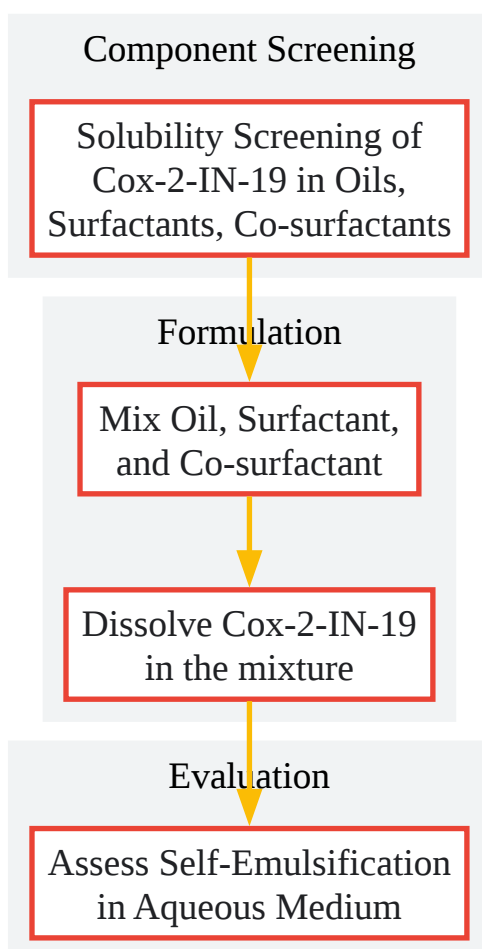 Component Screening
Solubility Screening of
Cox-2-IN-19 in Oils,
Surfactants, Co-surfactants
Formulation
Mix Oil, Surfactant,
and Co-surfactant
Dissolve Cox-2-IN-19
in the mixture
Evaluation
Assess Self-Emulsification
in Aqueous Medium